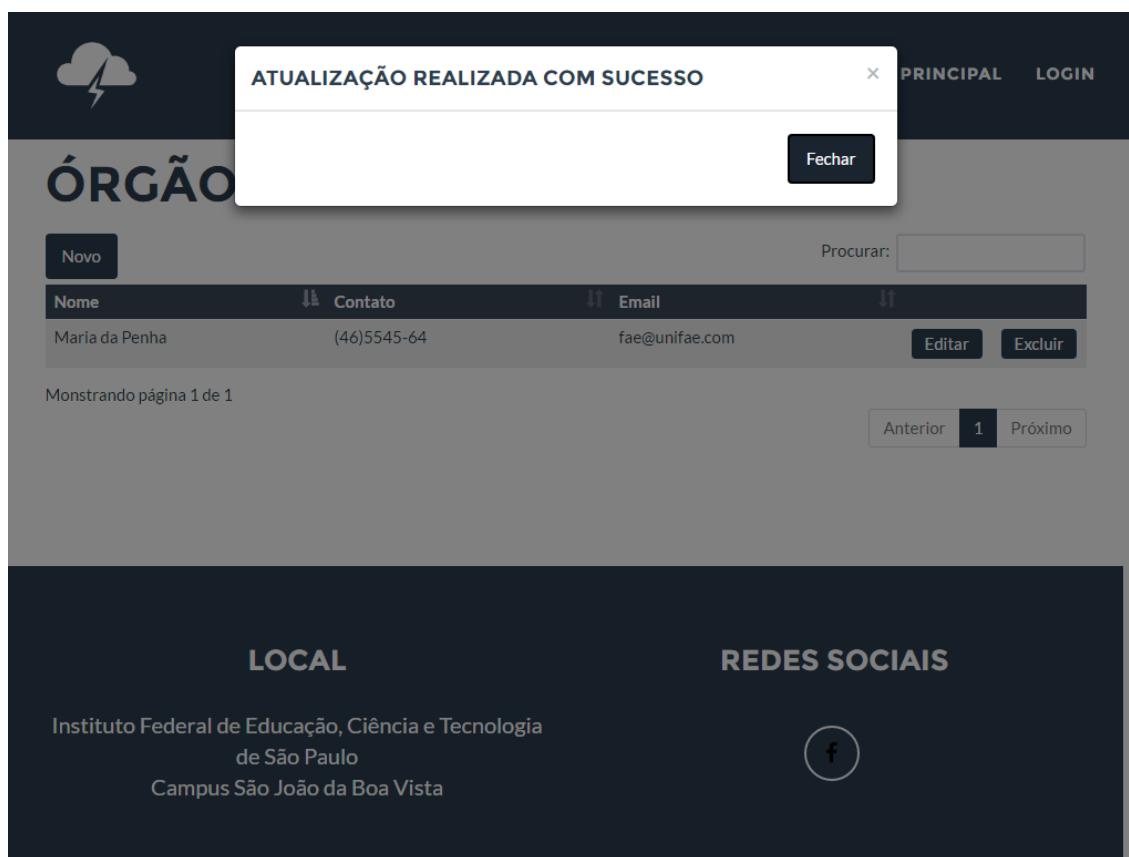 ATUALIZAÇÃO REALIZADA COM SUCESSO ×
PRINCIPAL LOGIN
Fechar
ÓRGÃO
Novo
Procurar:
Nome Contato Email
Maria da Penha (46)5545-64 fae@unifae.com Editar Excluir
Monstrando página 1 de 1
Anterior 1 Próximo
LOCAL
Instituto Federal de Educação, Ciência e Tecnologia
de São Paulo
Campus São João da Boa Vista
REDES SOCIAIS
f